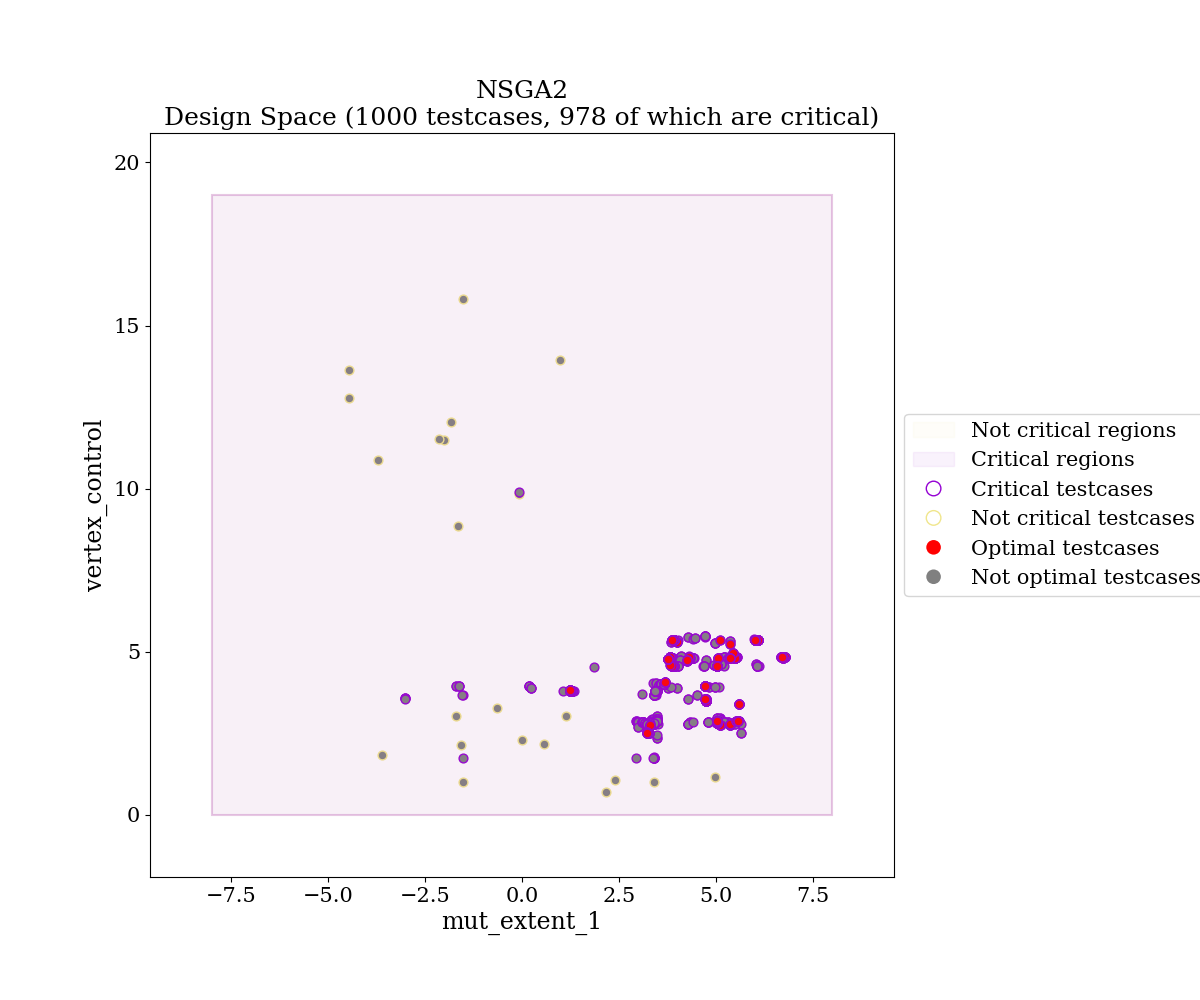 NSGA2
Design Space (1000 testcases, 978 of which are critical)
20
15
10
5
0
vertex_control
−7.5
−5.0
−2.5
0.0
2.5
5.0
7.5
mut_extent_1
Not critical regions
Critical regions
Critical testcases
Not critical testcases
Optimal testcases
Not optimal testcases